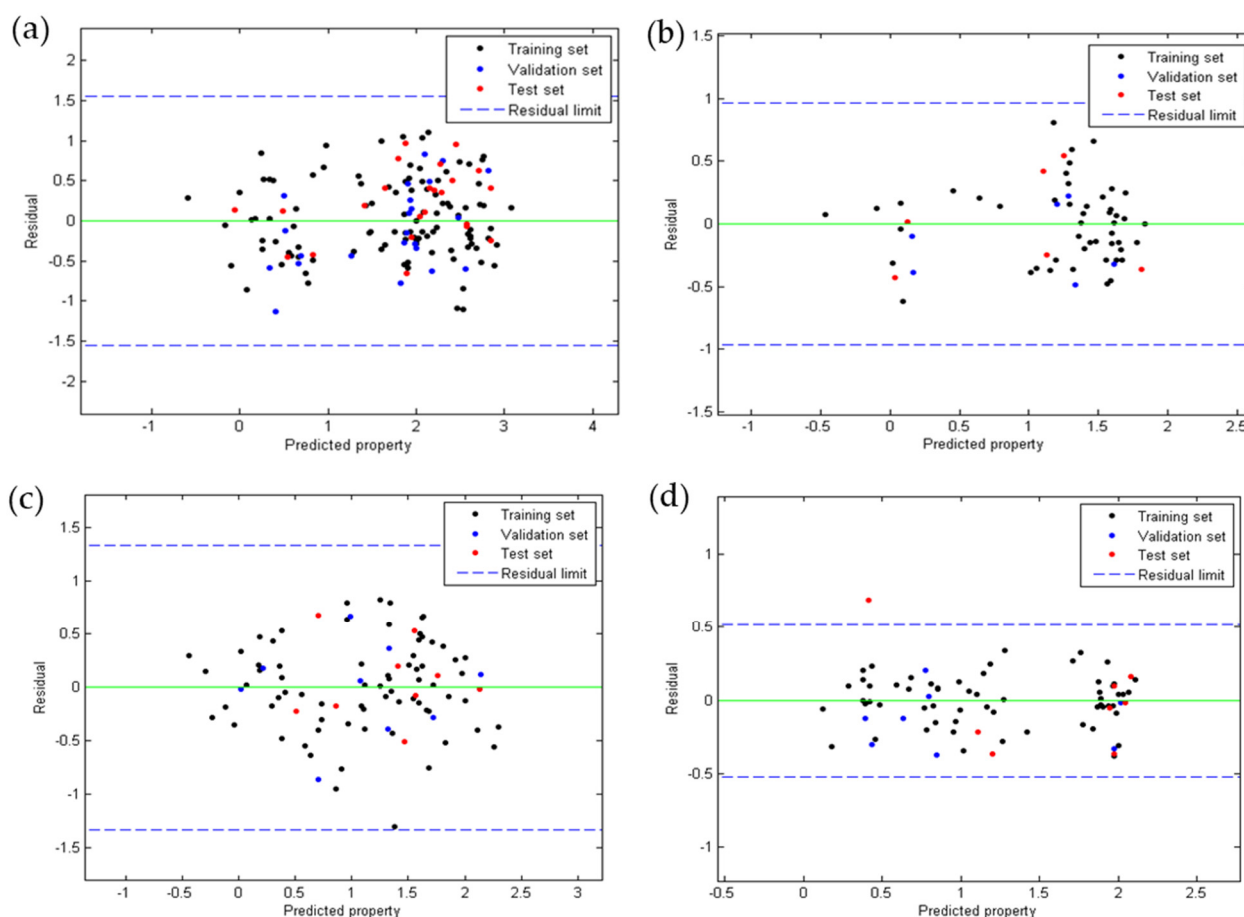 (a)
2
1.5
1
0.5
0
-0.5
-1
-1.5
-2
Residual
-1 0 1 2 3 4
Predicted property
Training set
Validation set
Test set
Residual limit
(b)
1.5
1
0.5
0
-0.5
-1
-1.5
Residual
-1 -0.5 0 0.5 1 1.5 2 2.5
Predicted property
Training set
Validation set
Test set
Residual limit
(c)
1.5
1
0.5
0
-0.5
-1
-1.5
Residual
-1 -0.5 0 0.5 1 1.5 2 2.5 3
Predicted property
Training set
Validation set
Test set
Residual limit
(d)
1
0.5
0
-0.5
-1
Residual
-0.5 0 0.5 1 1.5 2 2.5
Predicted property
Training set
Validation set
Test set
Residual limit